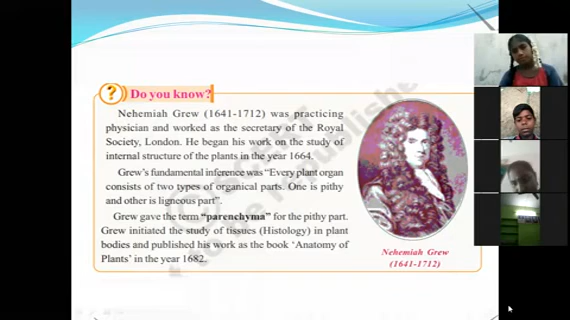 ?
Do you know?
Nehemiah Grew (1641-1712) was practicing
physician and worked as the secretary of the Royal
Society, London. He began his work on the study of
internal structure of the plants in the year 1664.
Grew's fundamental inference was “Every plant organ
consists of two types of organical parts. One is pithy
and other is ligneous part”.
Grew gave the term “parenchyma” for the pithy part.
Grew initiated the study of tissues (Histology) in plant
bodies and published his work as the book ‘Anatomy of
Plants’ in the year 1682.
Nehemiah Grew
(1641-1712)